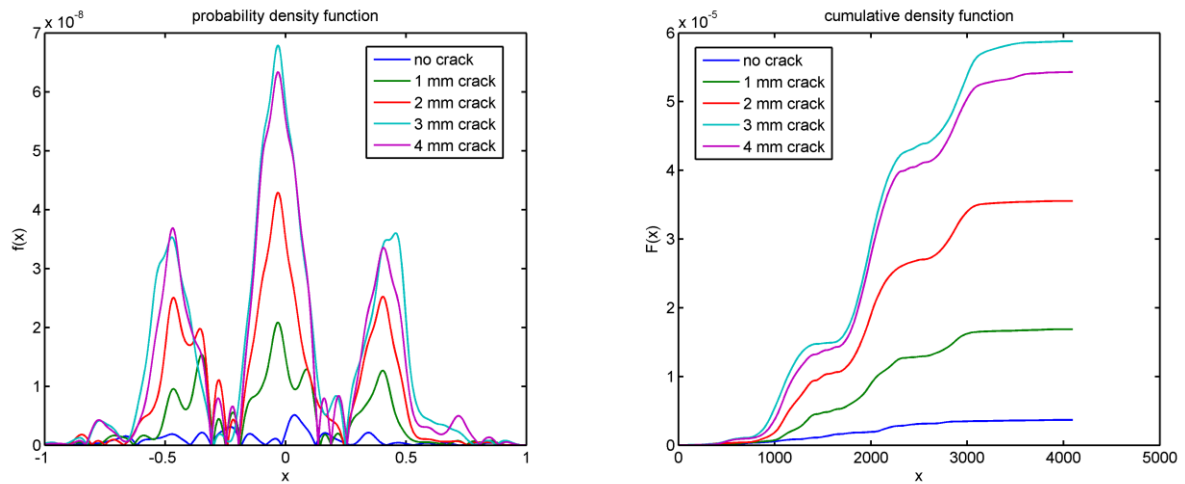 probability density function
x 10-8
7
6
5
4
3
2
1
0
f(x)
-1
-0.5
0
0.5
1
x
no crack
1 mm crack
2 mm crack
3 mm crack
4 mm crack
cumulative density function
x 10-5
6
5
4
3
2
1
0
F(x)
0
1000
2000
3000
4000
5000
x
no crack
1 mm crack
2 mm crack
3 mm crack
4 mm crack